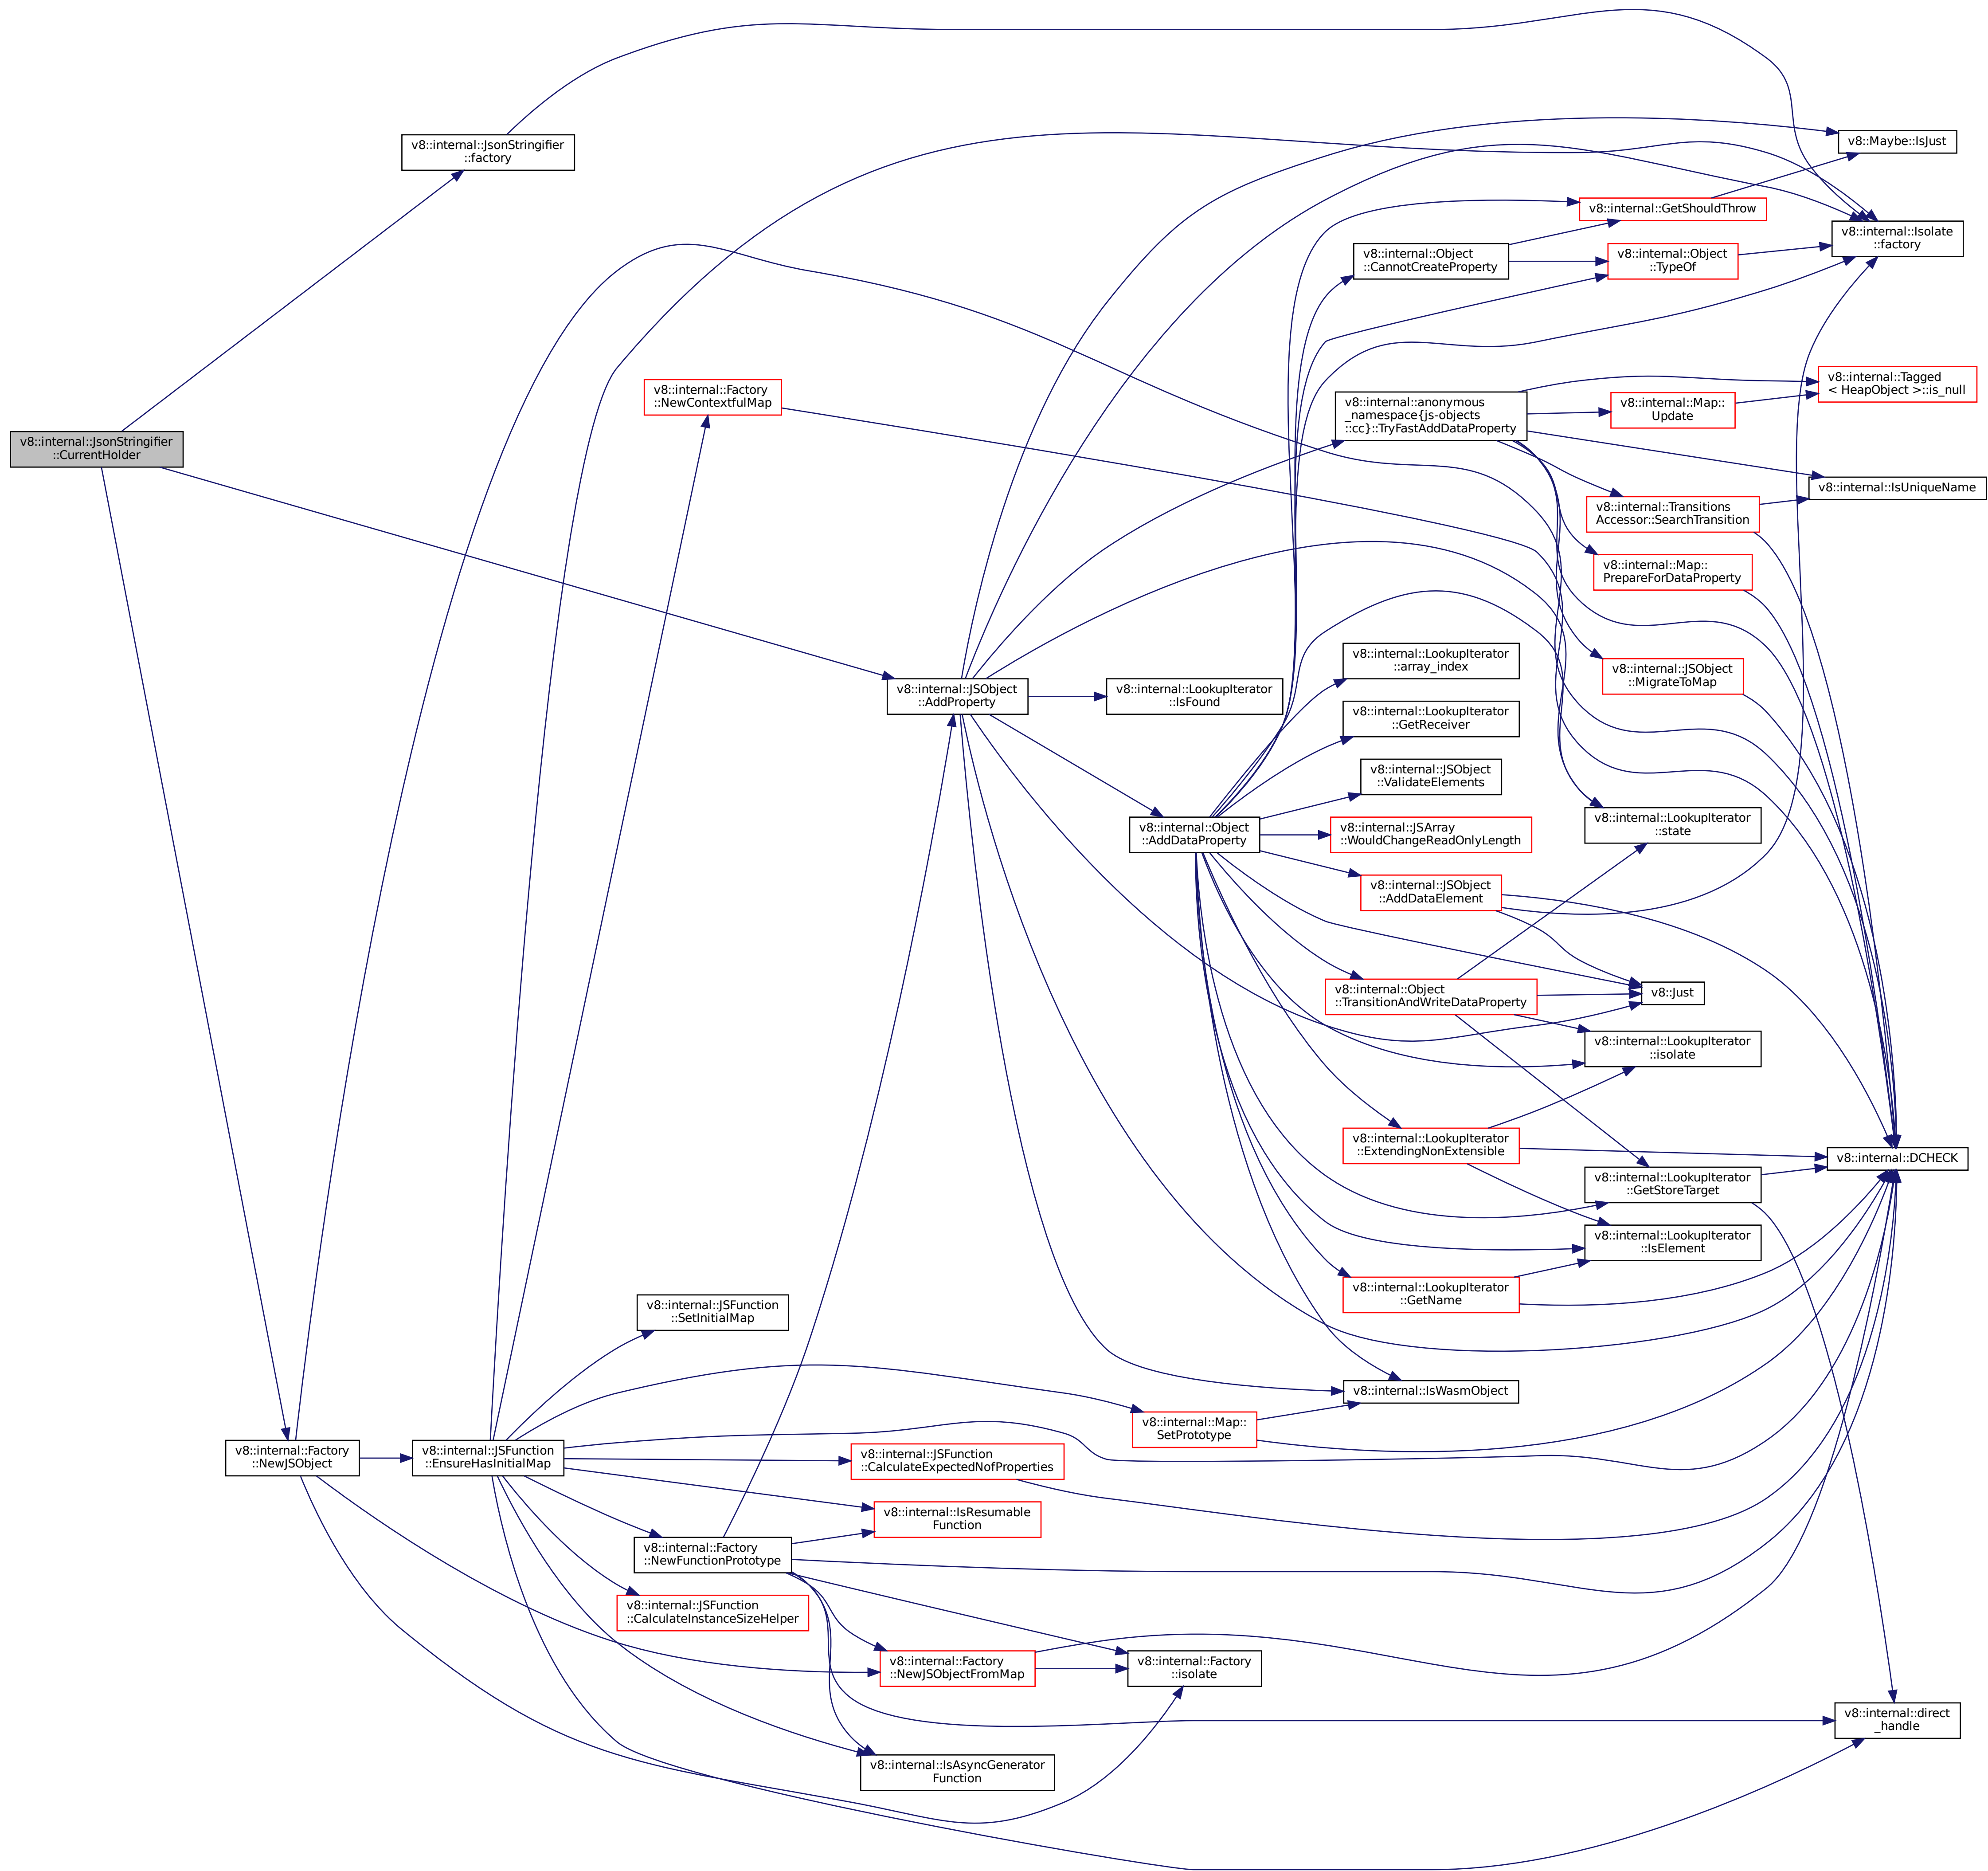 v8::internal::JsonStringifier
::CurrentHolder
v8::internal::JsonStringifier
::factory
v8::internal::Factory
::NewJSObject
v8::internal::JSFunction
::EnsureHasInitialMap
v8::internal::Factory
::NewContextfulMap
v8::internal::JSFunction
::SetInitialMap
v8::internal::Factory
::NewFunctionPrototype
v8::internal::JSFunction
::CalculateInstanceSizeHelper
v8::internal::JSObject
::AddProperty
v8::internal::JSFunction
::CalculateExpectedNofProperties
v8::internal::IsResumable
Function
v8::internal::Factory
::NewJSObjectFromMap
v8::internal::IsAsyncGenerator
Function
v8::internal::LookupIterator
::IsFound
v8::internal::Object
::AddDataProperty
v8::internal::Map::
SetPrototype
v8::internal::Factory
::isolate
v8::internal::Object
::CannotCreateProperty
v8::internal::anonymous
_namespace{js-objects
::cc}::TryFastAddDataProperty
v8::internal::LookupIterator
::array_index
v8::internal::LookupIterator
::GetReceiver
v8::internal::JSObject
::ValidateElements
v8::internal::JSArray
::WouldChangeReadOnlyLength
v8::internal::JSObject
::AddDataElement
v8::internal::Object
::TransitionAndWriteDataProperty
v8::internal::LookupIterator
::ExtendingNonExtensible
v8::internal::LookupIterator
::GetName
v8::internal::IsWasmObject
v8::internal::GetShouldThrow
v8::internal::Object
::TypeOf
v8::internal::Map::
Update
v8::internal::Transitions
Accessor::SearchTransition
v8::internal::Map::
PrepareForDataProperty
v8::internal::JSObject
::MigrateToMap
v8::internal::LookupIterator
::state
v8::Just
v8::internal::LookupIterator
::isolate
v8::internal::LookupIterator
::GetStoreTarget
v8::internal::LookupIterator
::IsElement
v8::Maybe::IsJust
v8::internal::Isolate
::factory
v8::internal::Tagged
< HeapObject >::is_null
v8::internal::IsUniqueName
v8::internal::DCHECK
v8::internal::direct
_handle